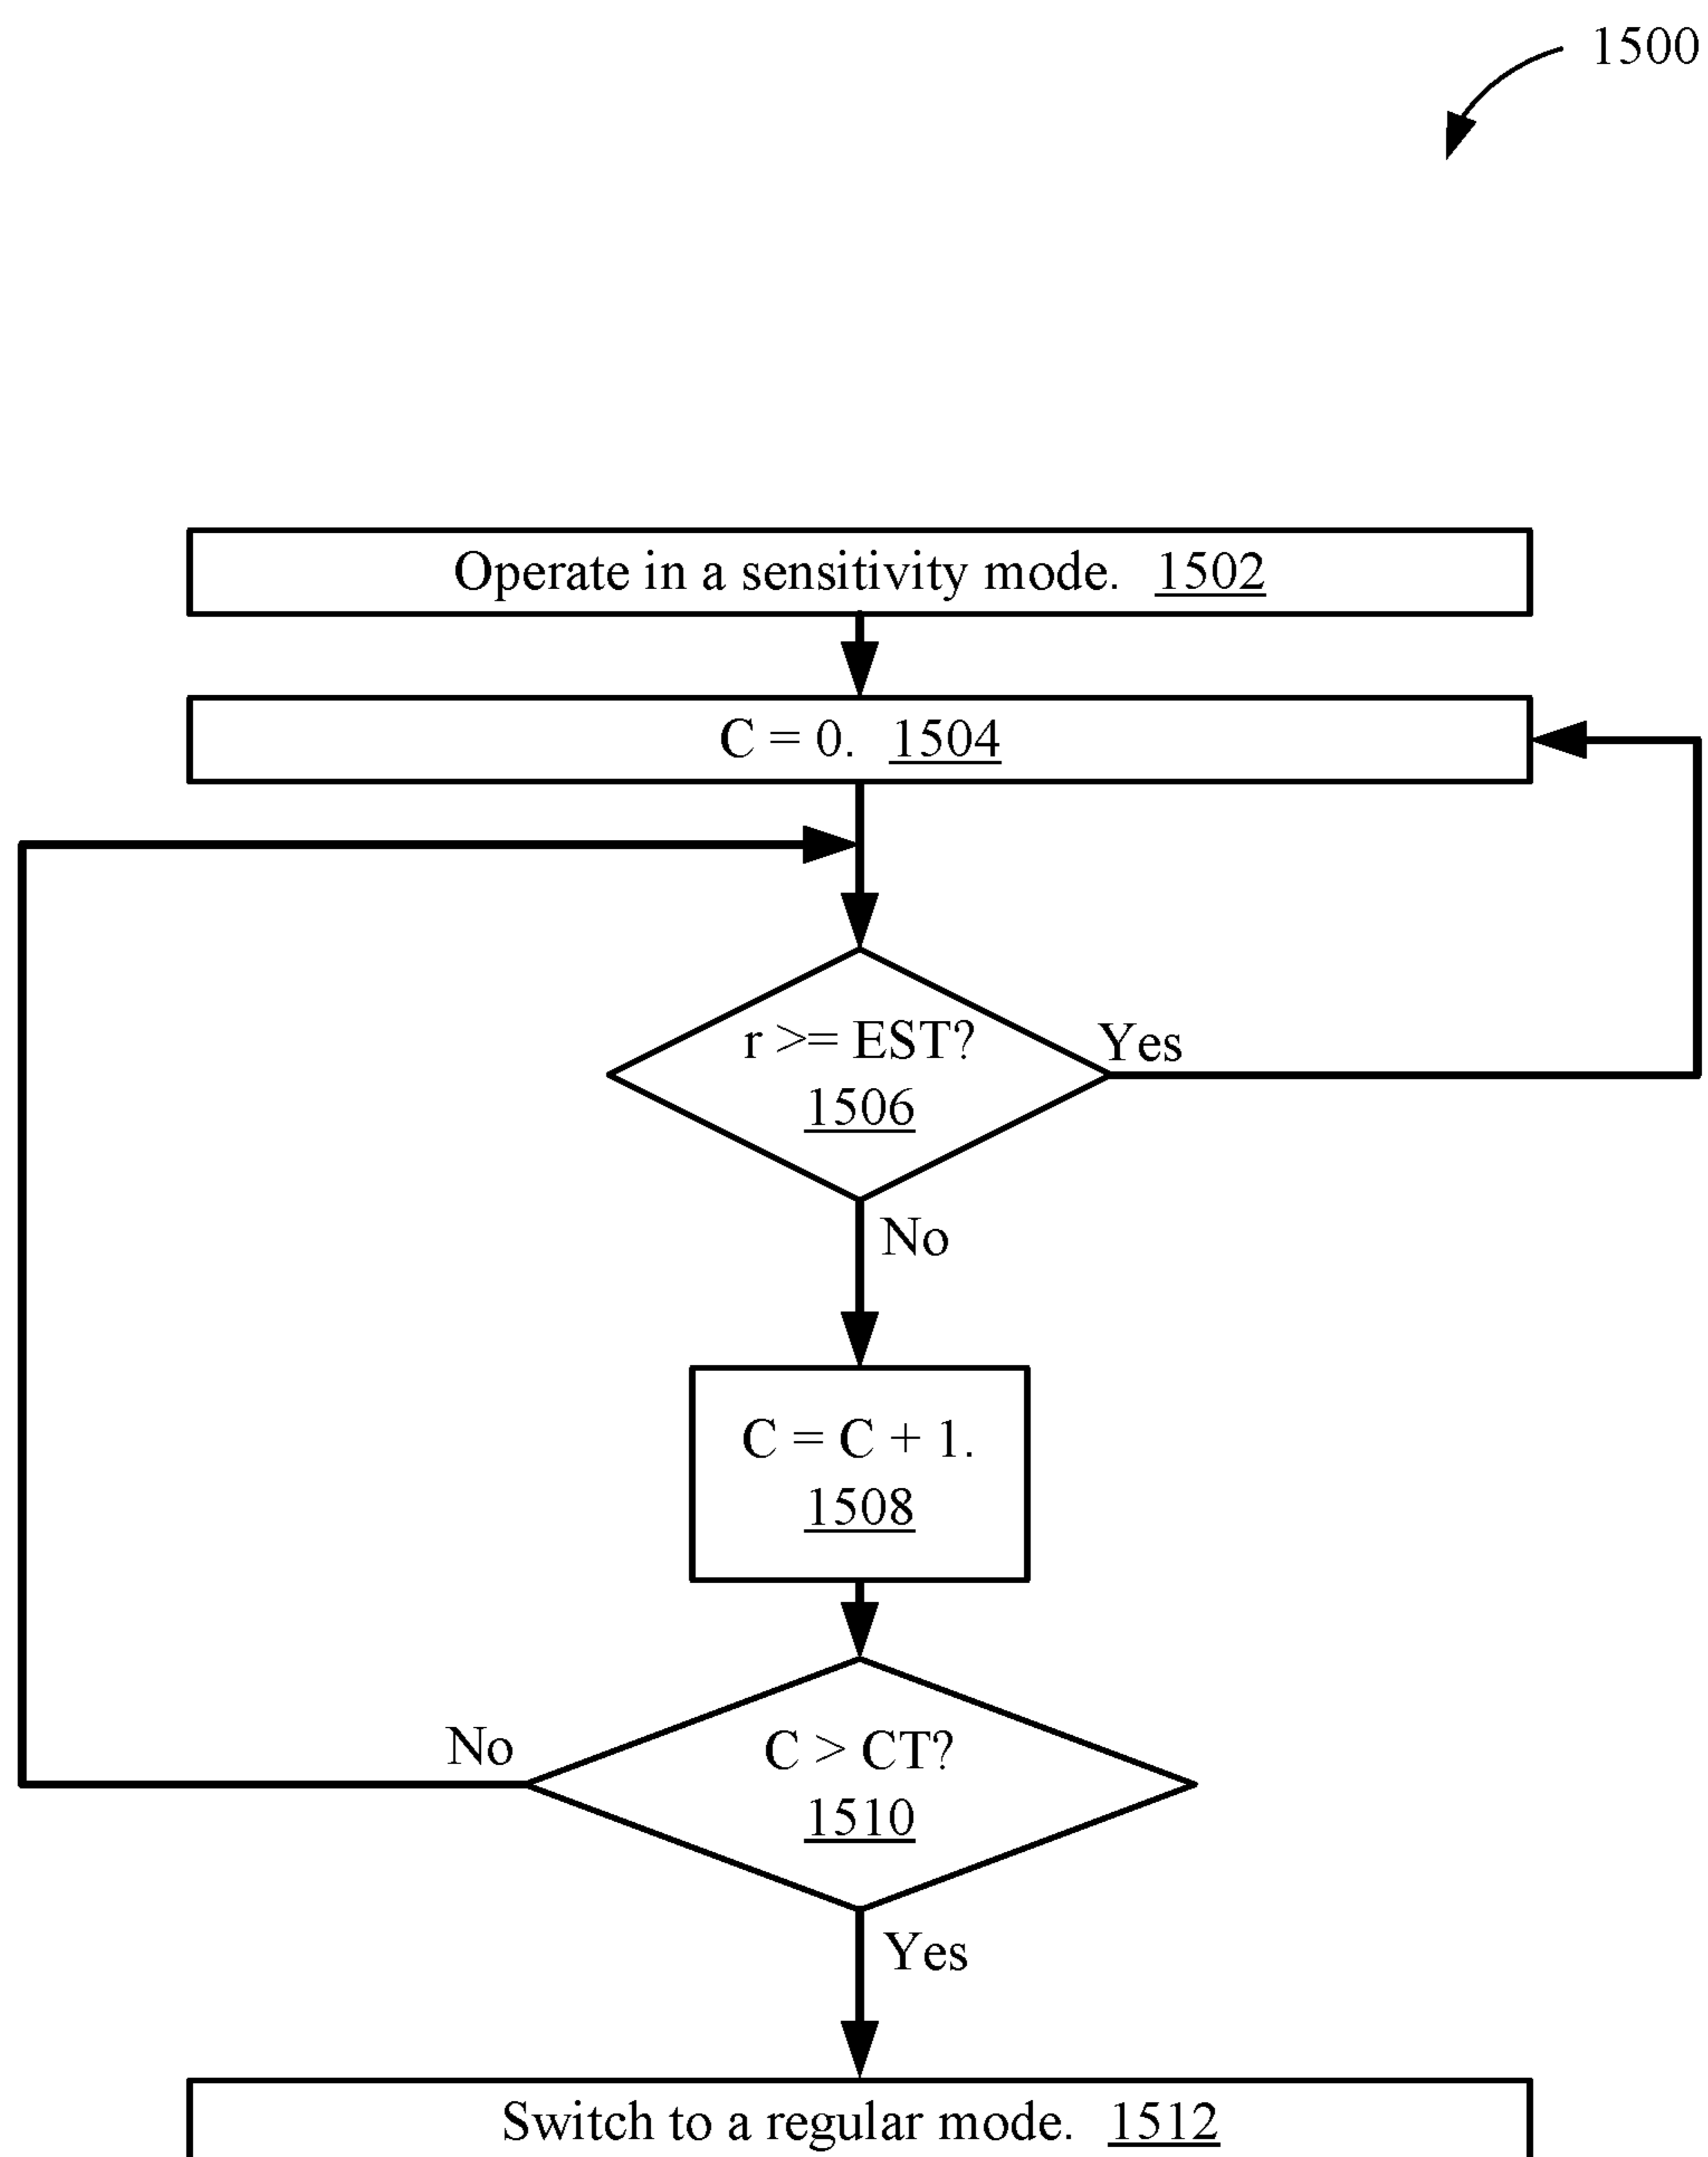 1500
Operate in a sensitivity mode. 1502
C = 0. 1504
r >= EST?
1506
Yes
No
C = C + 1.
1508
C > CT?
1510
No
Yes
Switch to a regular mode. 1512